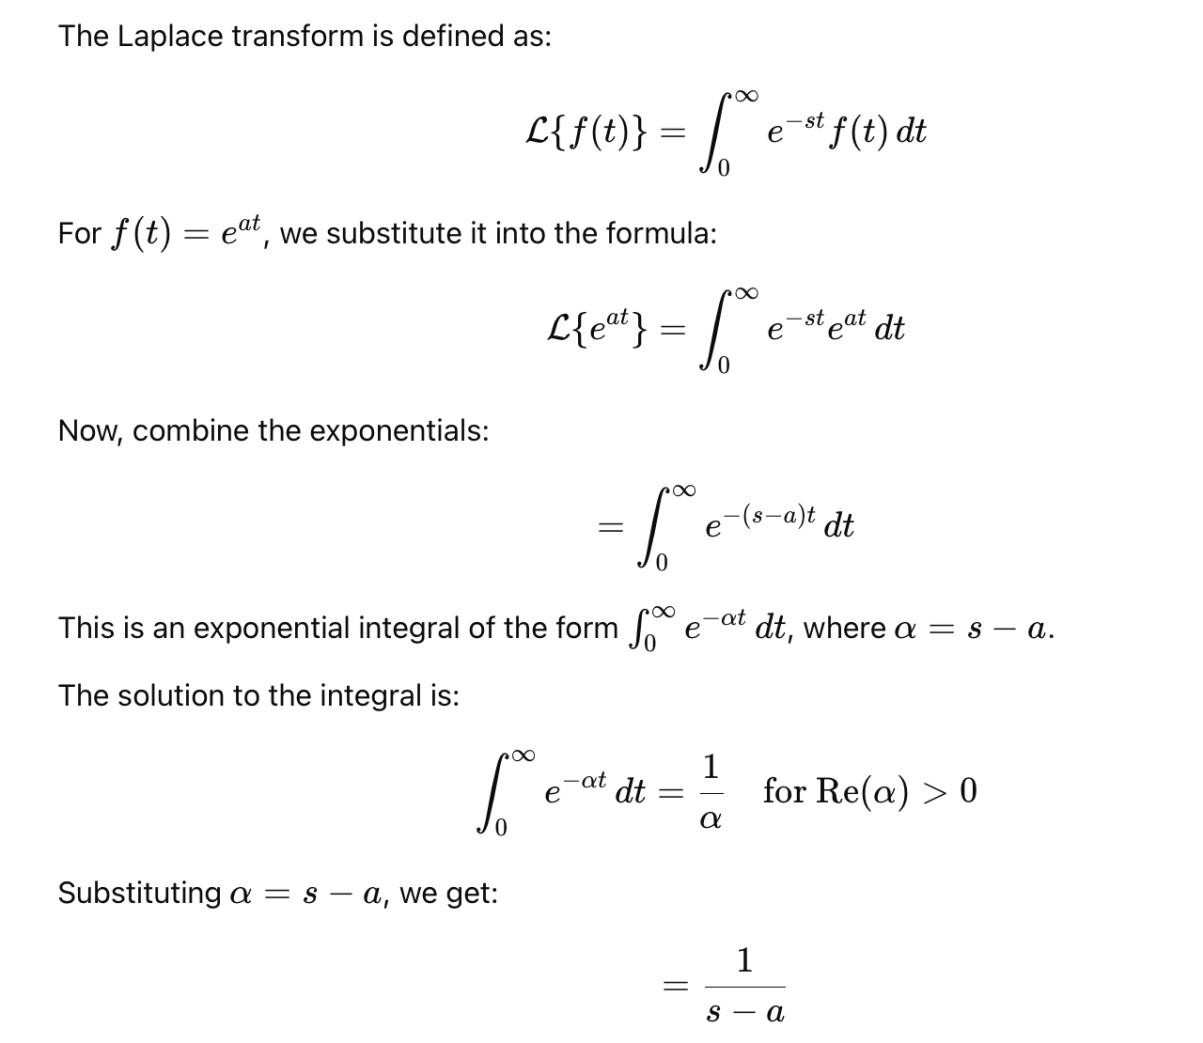 The Laplace transform is defined as:
ℒ{f(t)} = ∫₀^∞ e^{−st} f(t) dt
For f(t) = e^{at}, we substitute it into the formula:
ℒ{e^{at}} = ∫₀^∞ e^{−st} e^{at} dt
Now, combine the exponentials:
= ∫₀^∞ e^{−(s−a)t} dt
This is an exponential integral of the form ∫₀^∞ e^{−αt} dt, where α = s − a.
The solution to the integral is:
∫₀^∞ e^{−αt} dt = 1/α for Re(α) > 0
Substituting α = s − a, we get:
= 1/(s − a)